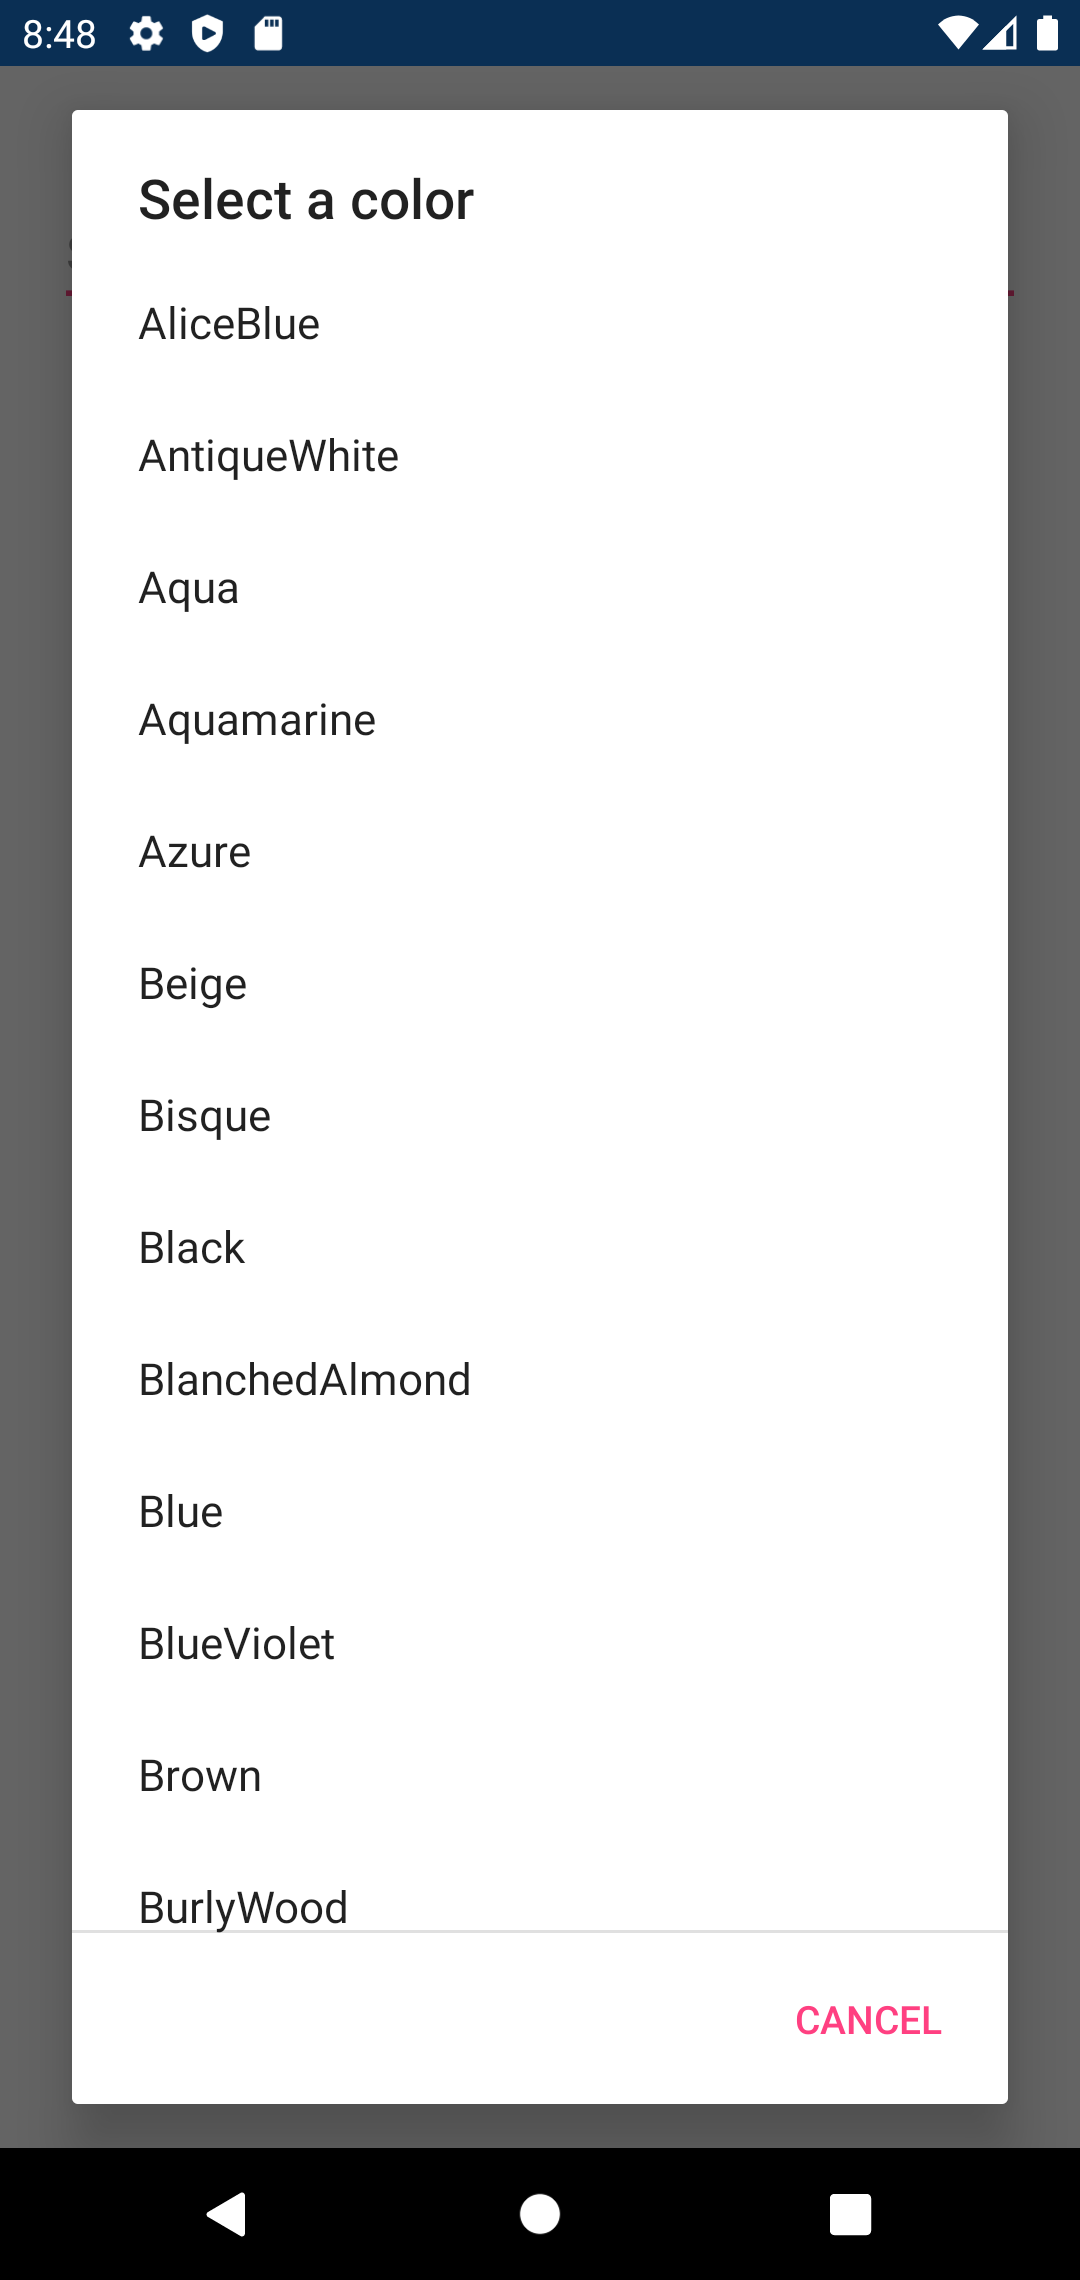 8:48
Select a color
AliceBlue
AntiqueWhite
Aqua
Aquamarine
Azure
Beige
Bisque
Black
BlanchedAlmond
Blue
BlueViolet
Brown
BurlyWood
CANCEL